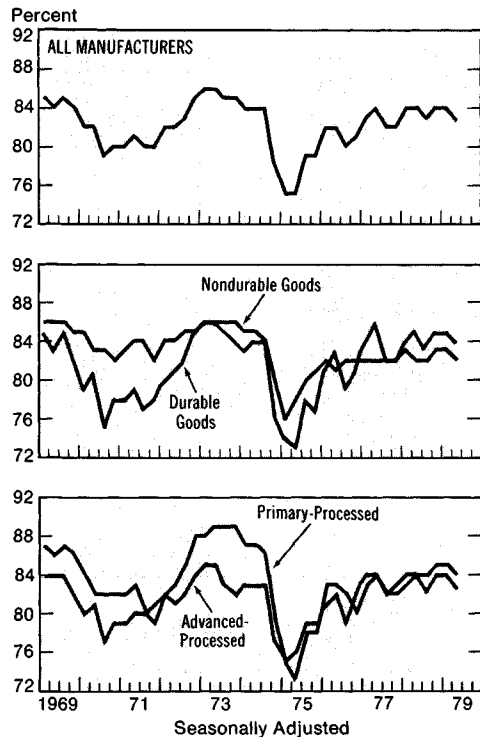 Percent
92
ALL MANUFACTURERS
88
84
80
76
72
92
Nondurable Goods
88
84
80
Durable
Goods
76
72
92
Primary-Processed
88
84
80
Advanced-
Processed
76
72
1969 71 73 75 77 79
Seasonally Adjusted